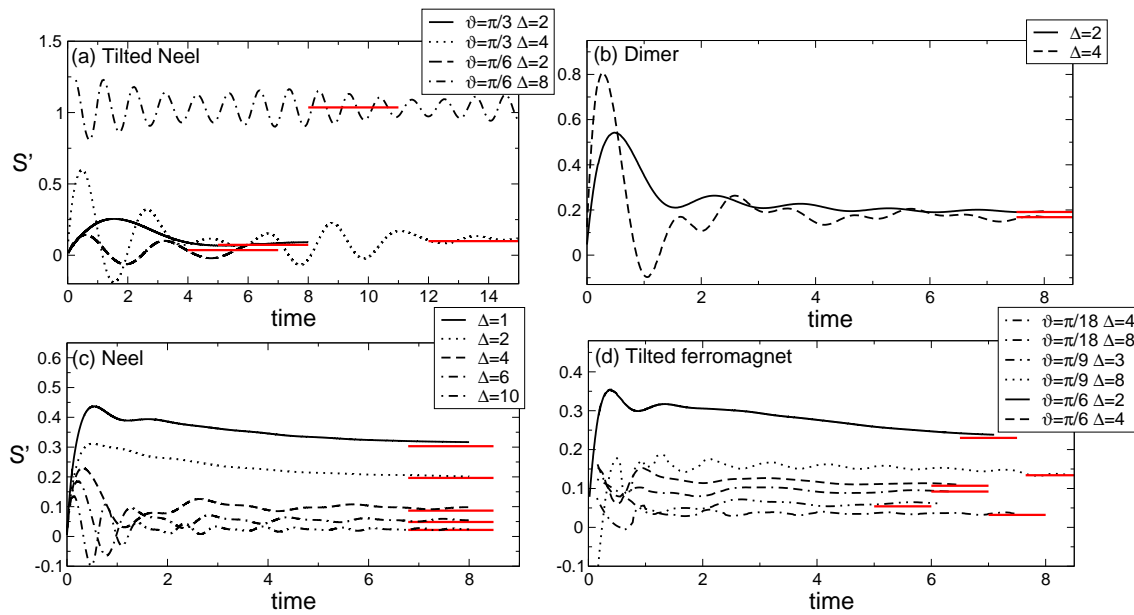 (a) Tilted Neel
ϑ=π/3 Δ=2
ϑ=π/3 Δ=4
ϑ=π/6 Δ=2
ϑ=π/6 Δ=8
1.5
1
0.5
0
S'
0 2 4 6 8 10 12 14
time
(b) Dimer
Δ=2
Δ=4
0.8
0.6
0.4
0.2
0
0 2 4 6 8
time
(c) Neel
Δ=1
Δ=2
Δ=4
Δ=6
Δ=10
0.6
0.5
0.4
0.3
0.2
0.1
0
-0.1
S'
0 2 4 6 8
time
(d) Tilted ferromagnet
ϑ=π/18 Δ=4
ϑ=π/18 Δ=8
ϑ=π/9 Δ=3
ϑ=π/9 Δ=8
ϑ=π/6 Δ=2
ϑ=π/6 Δ=4
0.4
0.3
0.2
0.1
0
-0.1
0 1 2 3 4 5 6 7 8
time